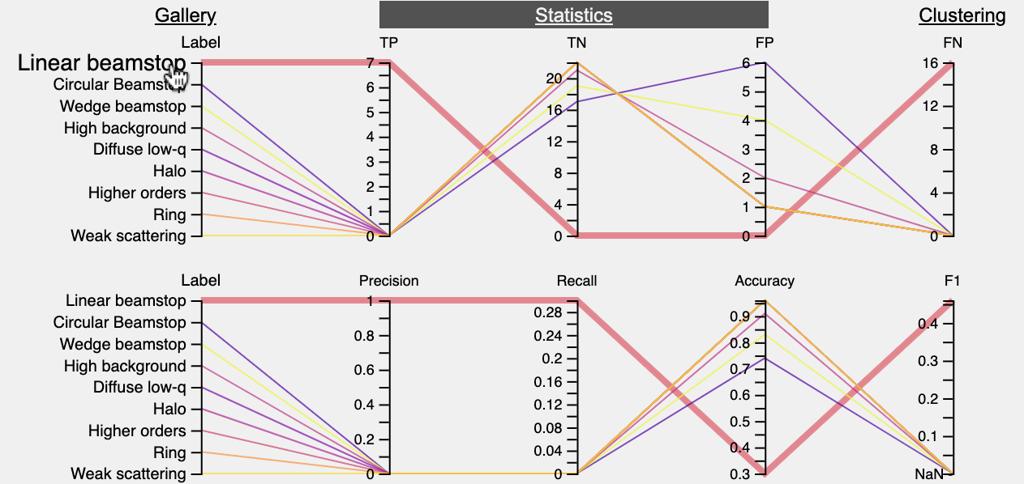 Gallery Statistics Clustering
Label TP TN FP FN
Linear beamstop 7 6 16
Circular Beamstop 6 20 5
Wedge beamstop 5 16 4 12
High background 4 12 3 8
Diffuse low-q 3 8 2 4
Halo 2 4 1
Higher orders 1
Ring
Weak scattering 0 0 0 0
Label Precision Recall Accuracy F1
Linear beamstop 1 0.28 0.9 0.4
Circular Beamstop 0.8 0.24 0.8 0.3
Wedge beamstop 0.6 0.2 0.7 0.2
High background 0.4 0.16 0.6 0.1
Diffuse low-q 0.2 0.12 0.5
Halo 0.08 0.4
Higher orders 0.04
Ring
Weak scattering 0 0 0.3 NaN